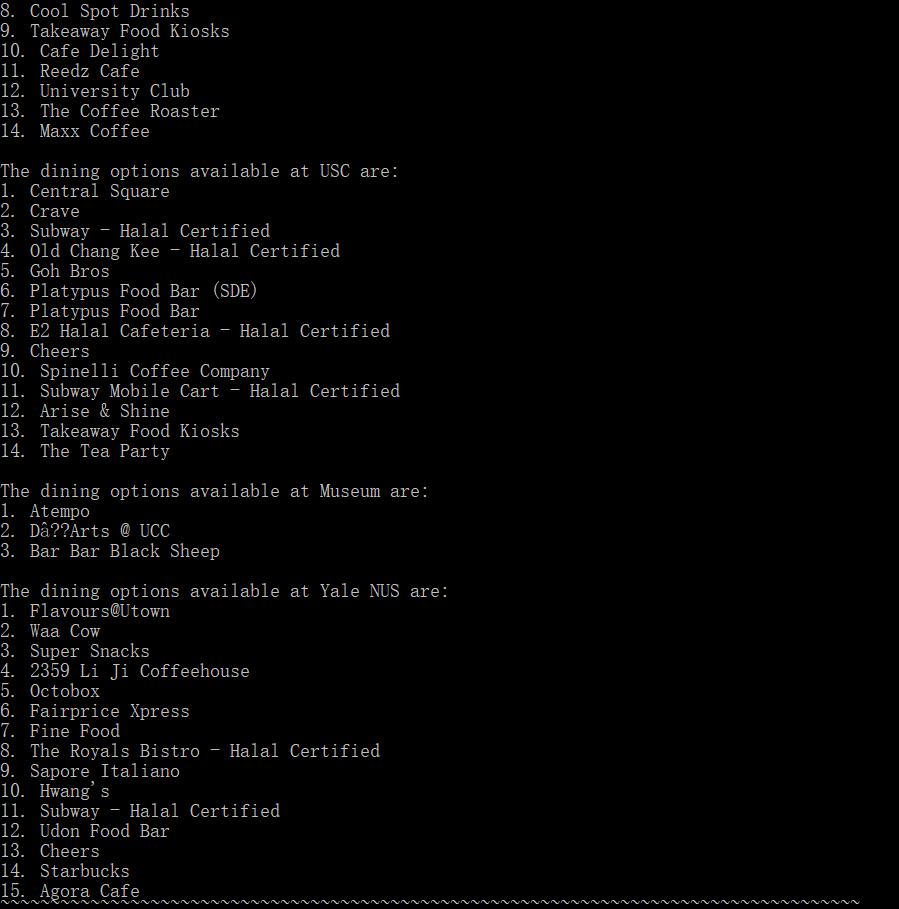 8. Cool Spot Drinks
9. Takeaway Food Kiosks
10. Cafe Delight
11. Reedz Cafe
12. University Club
13. The Coffee Roaster
14. Maxx Coffee
The dining options available at USC are:
1. Central Square
2. Crave
3. Subway - Halal Certified
4. Old Chang Kee - Halal Certified
5. Goh Bros
6. Platypus Food Bar (SDE)
7. Platypus Food Bar
8. E2 Halal Cafeteria - Halal Certified
9. Cheers
10. Spinelli Coffee Company
11. Subway Mobile Cart - Halal Certified
12. Arise & Shine
13. Takeaway Food Kiosks
14. The Tea Party
The dining options available at Museum are:
1. Atempo
2. Dâ??Arts @ UCC
3. Bar Bar Black Sheep
The dining options available at Yale NUS are:
1. Flavours@Utown
2. Waa Cow
3. Super Snacks
4. 2359 Li Ji Coffeehouse
5. Octobox
6. Fairprice Xpress
7. Fine Food
8. The Royals Bistro - Halal Certified
9. Sapore Italiano
10. Hwang's
11. Subway - Halal Certified
12. Udon Food Bar
13. Cheers
14. Starbucks
15. Agora Cafe
~~~~~~~~~~~~~~~~~~~~~~~~~~~~~~~~~~~~~~~~~~~~~~~~~~~~~~~~~~~~~~~~~~~~~~~~~~~~~~~~~~~~~~